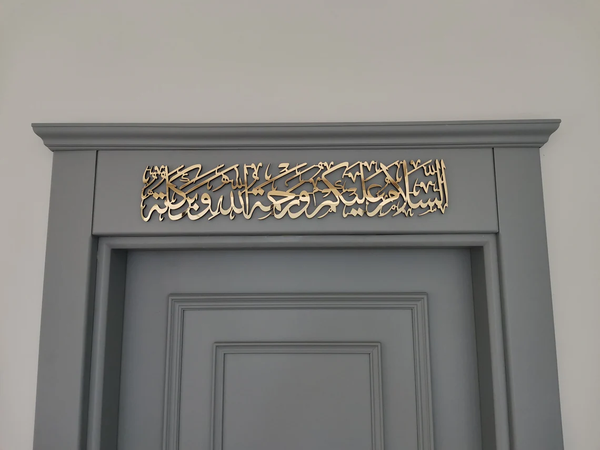 السلام عليكم ورحمة الله وبركاته